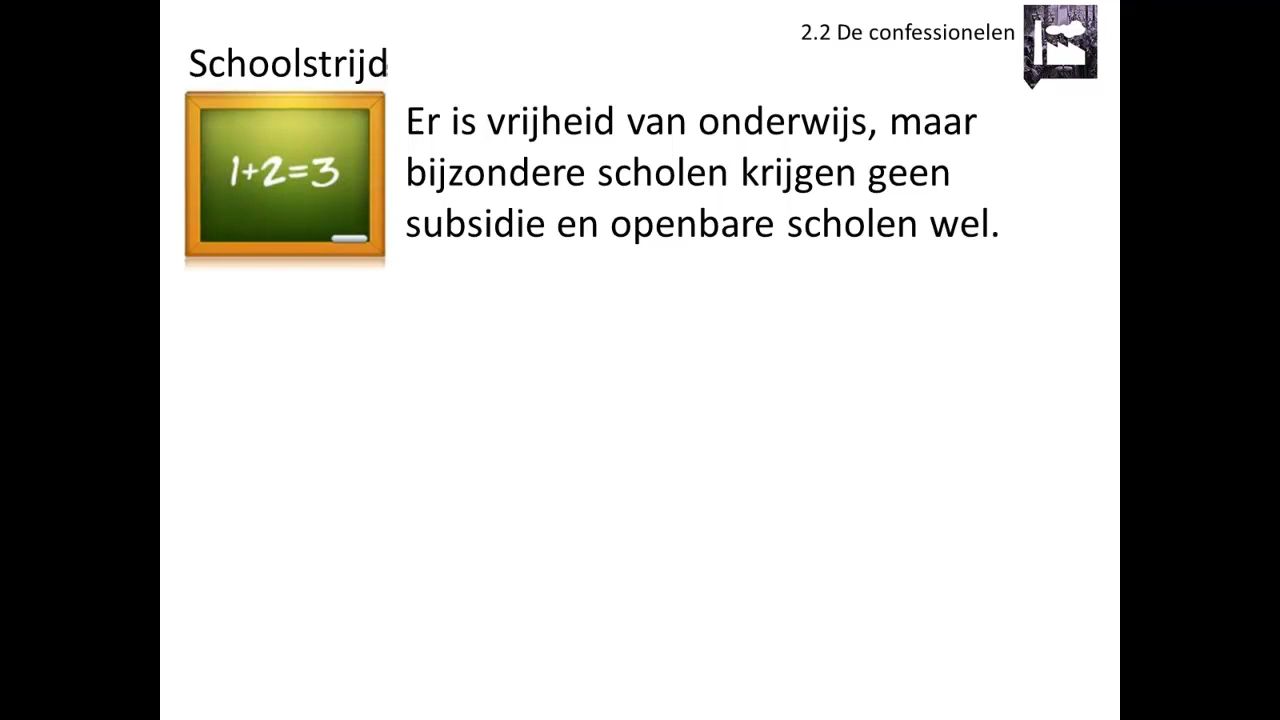 2.2 De confessionelen
Schoolstrijd
1+2=3
Er is vrijheid van onderwijs, maar
bijzondere scholen krijgen geen
subsidie en openbare scholen wel.